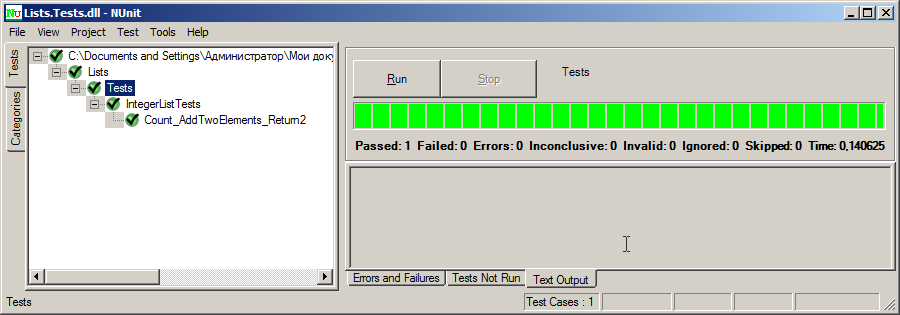 NU Lists.Tests.dll - NUnit
File View Project Test Tools Help
Tests
Categories
C:\Documents and Settings\Администратор\Мои доку
Lists
Tests
IntegerListTests
Count_AddTwoElements_Return2
Run
Stop
Tests
Passed: 1 Failed: 0 Errors: 0 Inconclusive: 0 Invalid: 0 Ignored: 0 Skipped: 0 Time: 0,140625
Errors and Failures
Tests Not Run
Text Output
Tests
Test Cases : 1